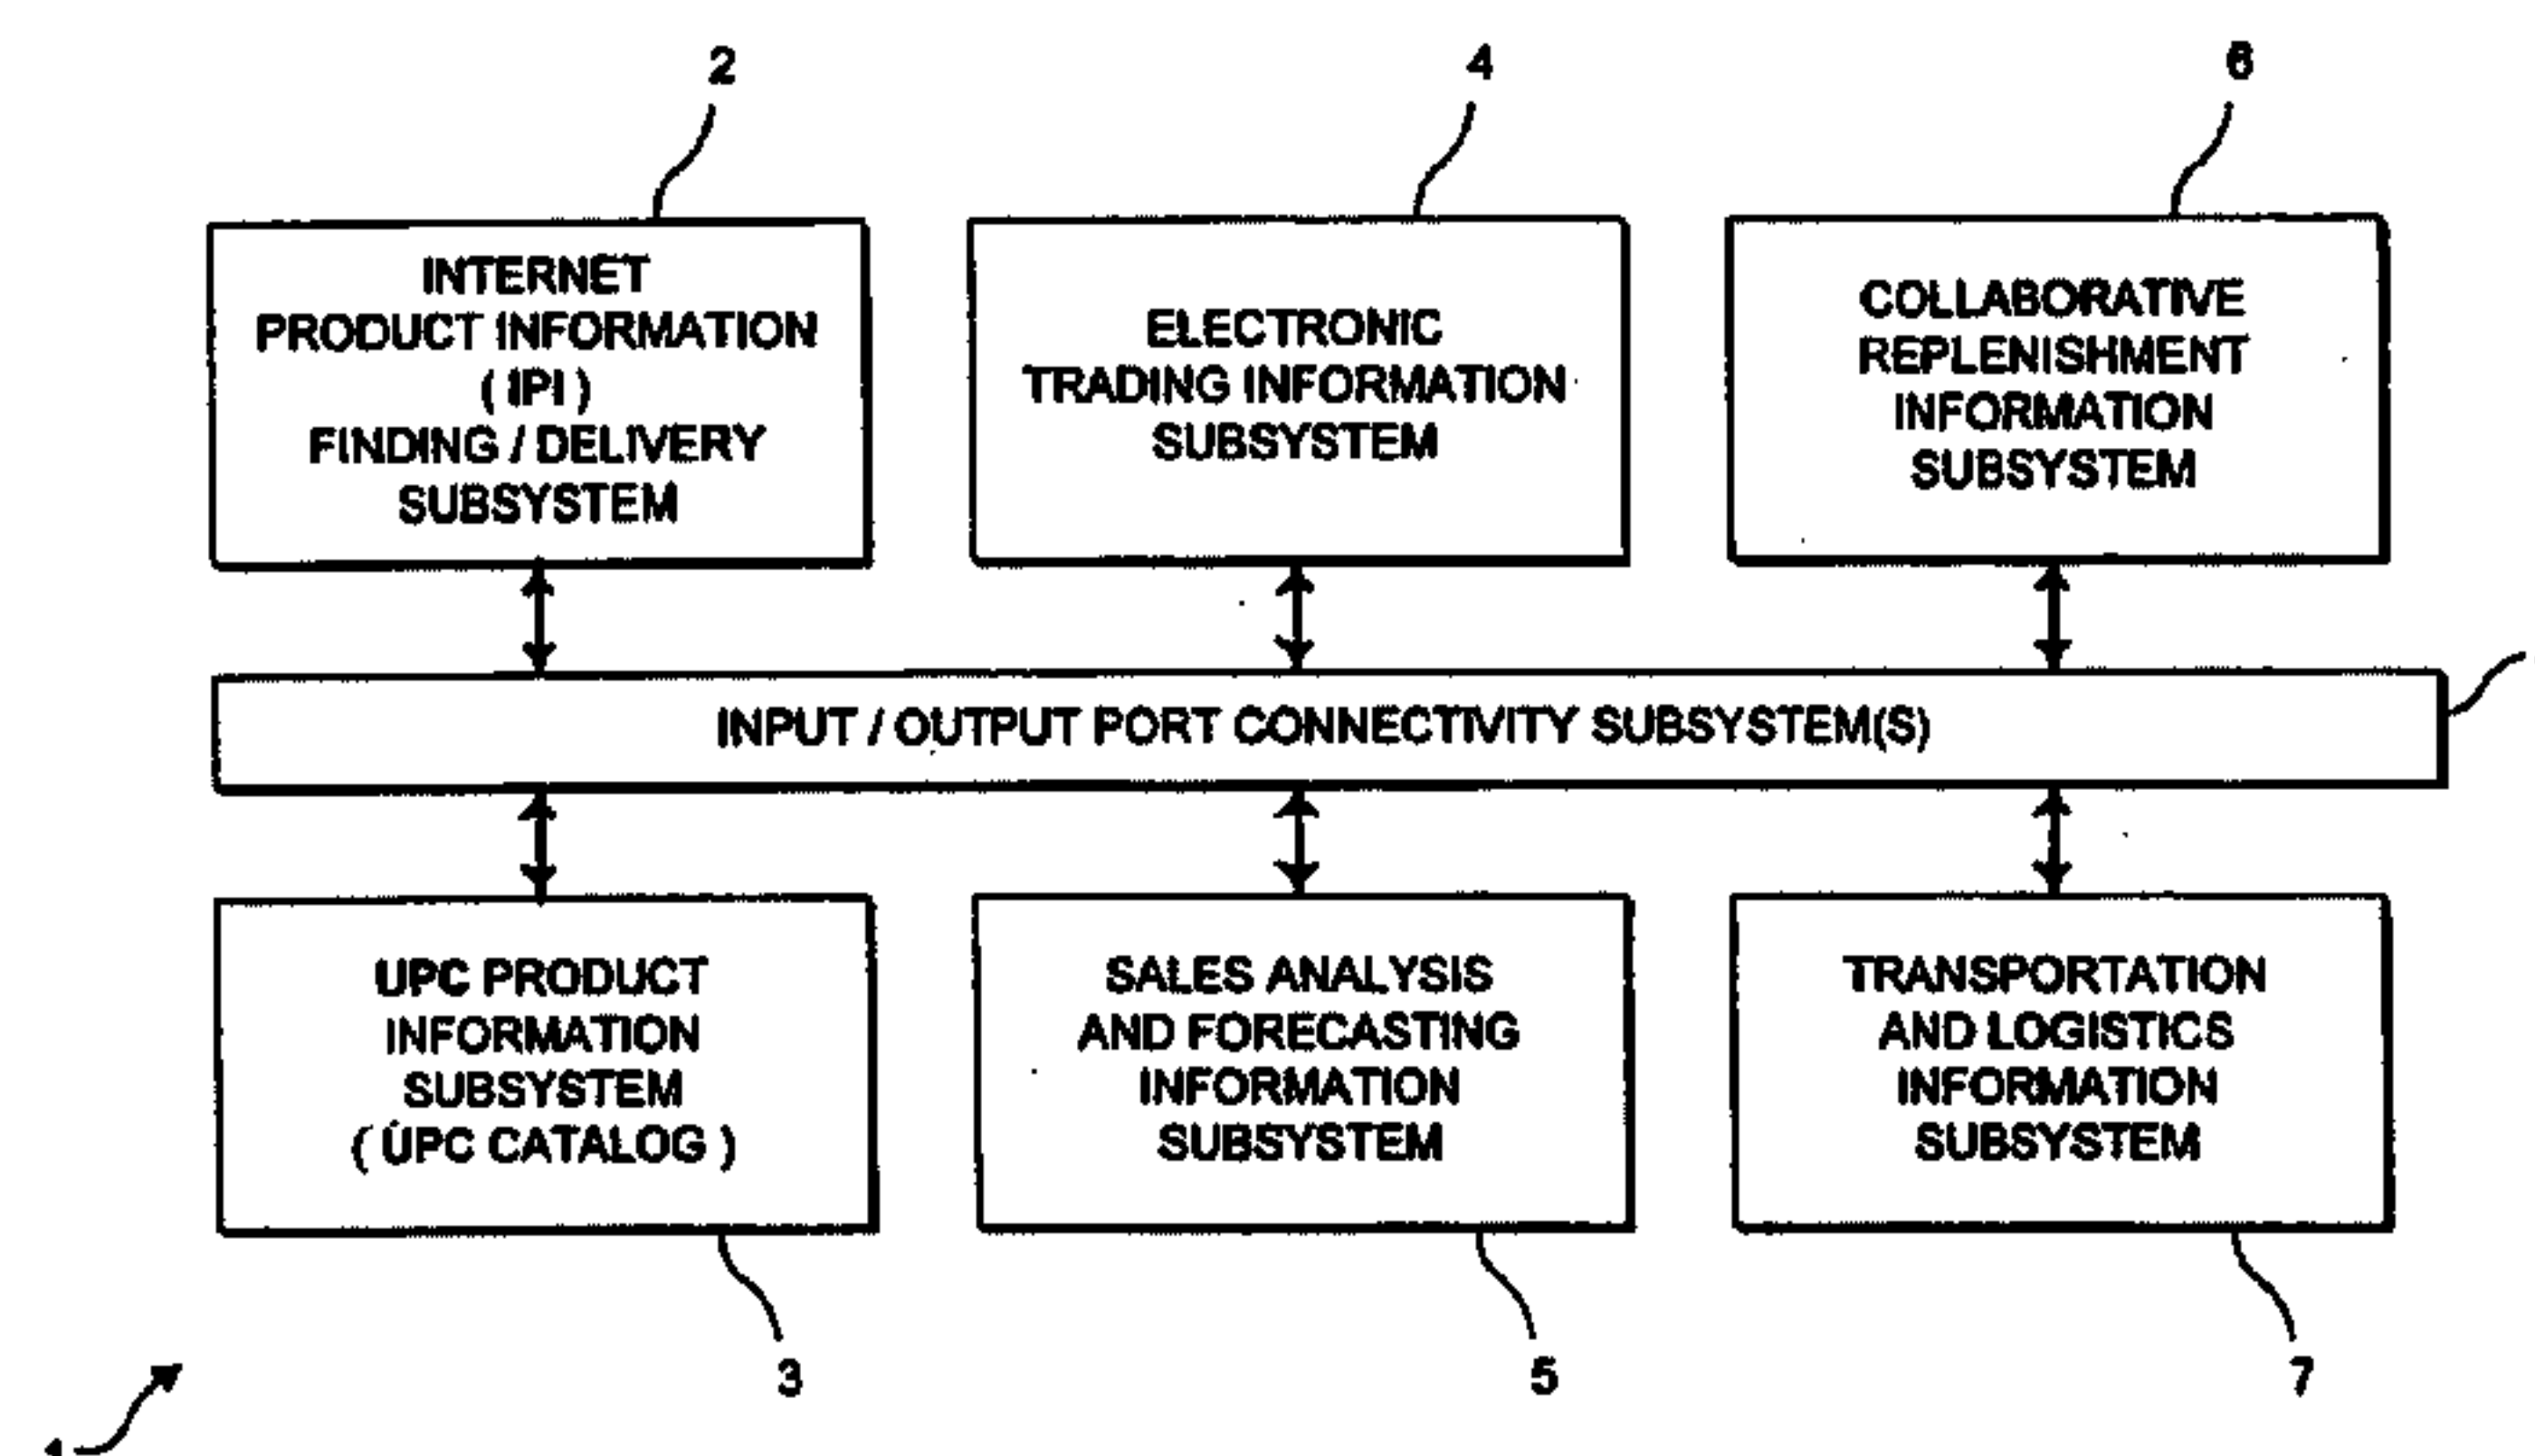 2
4
6
INTERNET
PRODUCT INFORMATION
( IPI )
FINDING / DELIVERY
SUBSYSTEM
ELECTRONIC
TRADING INFORMATION
SUBSYSTEM
COLLABORATIVE
REPLENISHMENT
INFORMATION
SUBSYSTEM
INPUT / OUTPUT PORT CONNECTIVITY SUBSYSTEM(S)
UPC PRODUCT
INFORMATION
SUBSYSTEM
( UPC CATALOG )
SALES ANALYSIS
AND FORECASTING
INFORMATION
SUBSYSTEM
TRANSPORTATION
AND LOGISTICS
INFORMATION
SUBSYSTEM
3
5
7